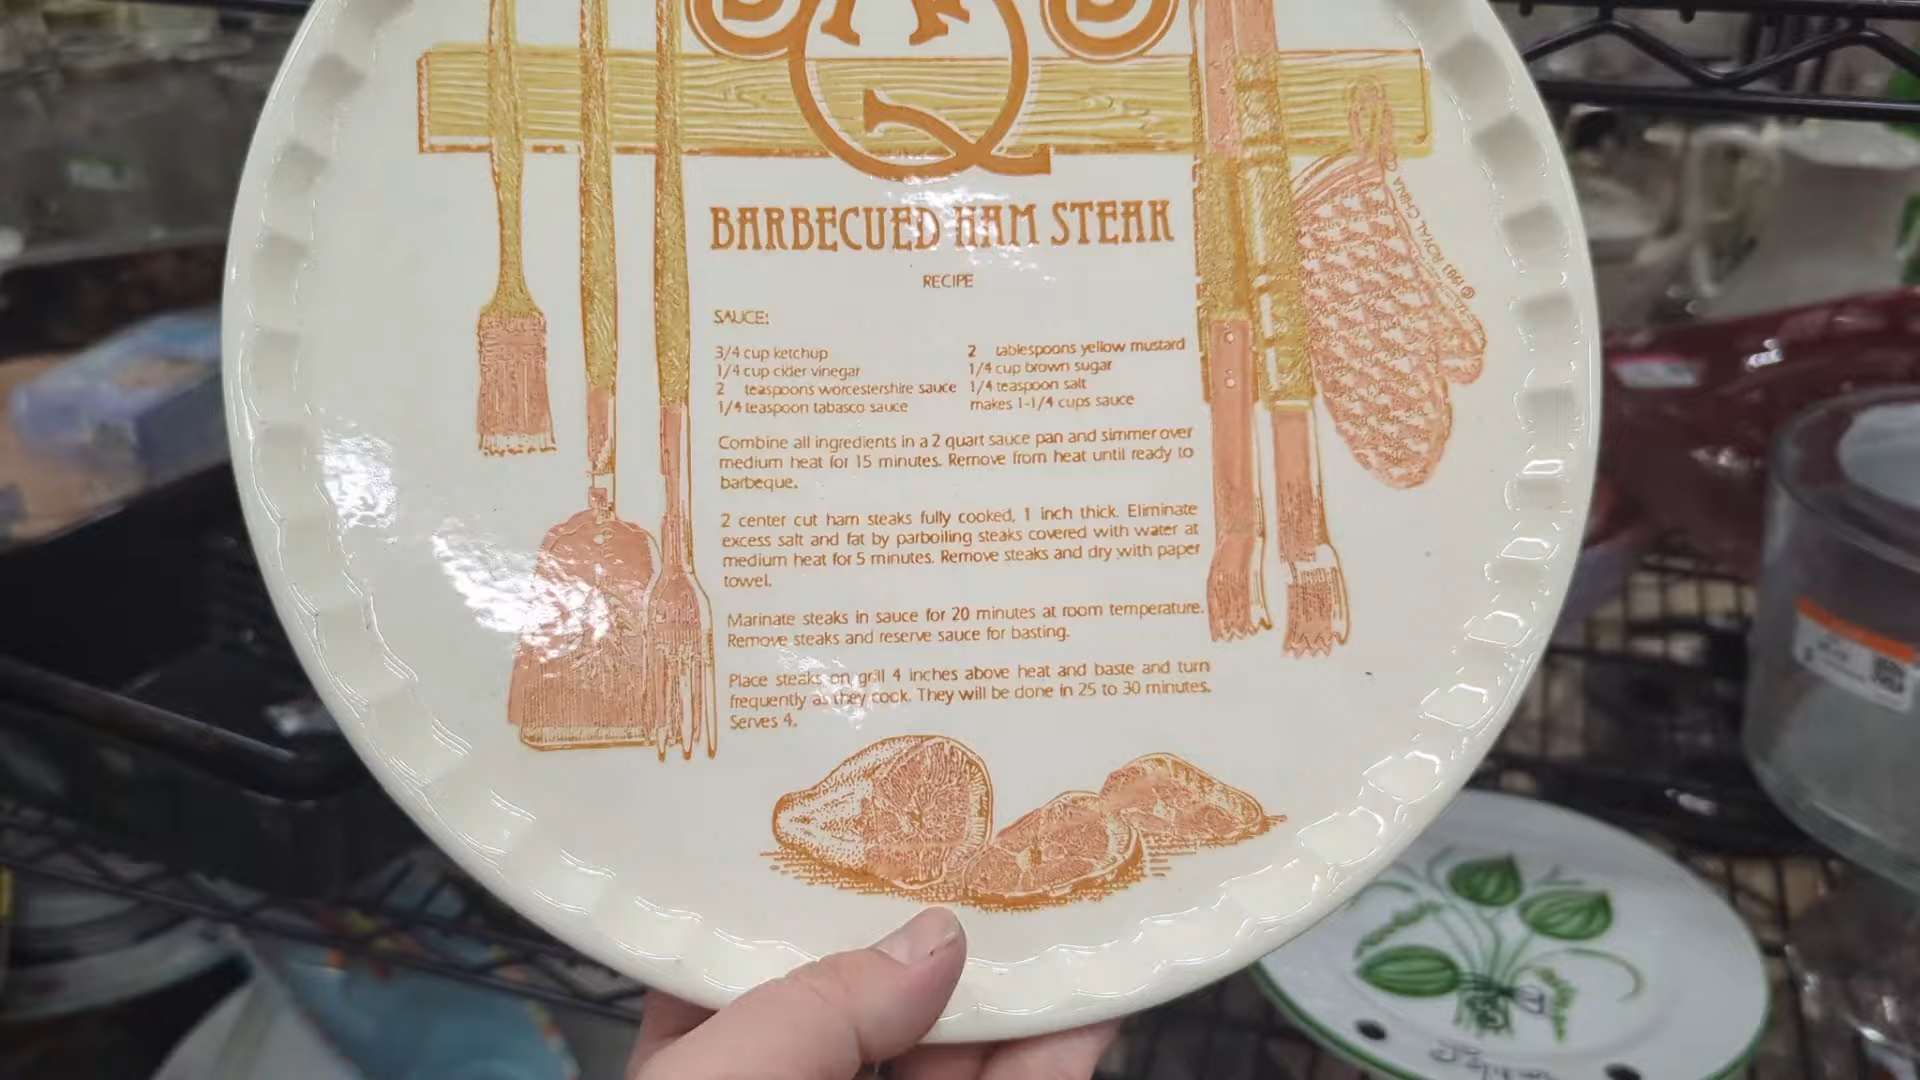 B A R B
Q
BARBECUED HAM STEAK
RECIPE
SAUCE:
3/4 cup ketchup
1/4 cup cider vinegar
2 teaspoons worcestershire sauce
1/4 teaspoon tabasco sauce
2 tablespoons yellow mustard
1/4 cup brown sugar
1/4 teaspoon salt
makes 1-1/4 cups sauce
Combine all ingredients in a 2 quart sauce pan and simmer over
medium heat for 15 minutes. Remove from heat until ready to
barbeque.
2 center cut ham steaks fully cooked, 1 inch thick. Eliminate
excess salt and fat by parboiling steaks covered with water at
medium heat for 5 minutes. Remove steaks and dry with paper
towel.
Marinate steaks in sauce for 20 minutes at room temperature.
Remove steaks and reserve sauce for basting.
Place steaks on grill 4 inches above heat and baste and turn
frequently as they cook. They will be done in 25 to 30 minutes.
Serves 4.
© 1983 ROYAL CHINA